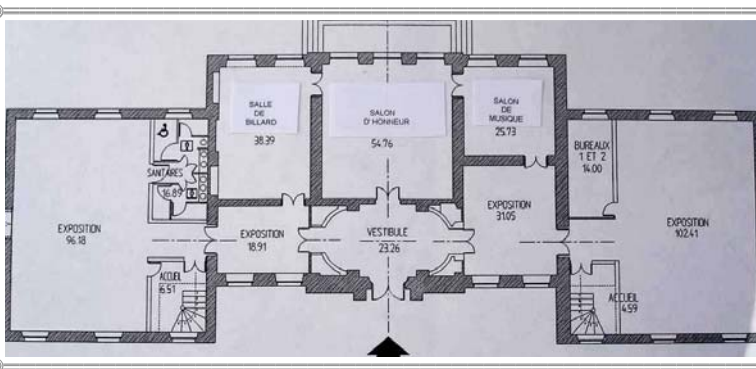 SALLE
DE
BILLARD
38.39
SALON
D'HONNEUR
54.76
SALON
DE
MUSIQUE
25.73
BUREAUX
1 ET 2
14.00
SANITAIRES
16.89
EXPOSITION
96.18
EXPOSITION
18.91
VESTIBULE
23.26
EXPOSITION
31.05
EXPOSITION
102.41
ACCUEIL
6.51
ACCUEIL
4.59